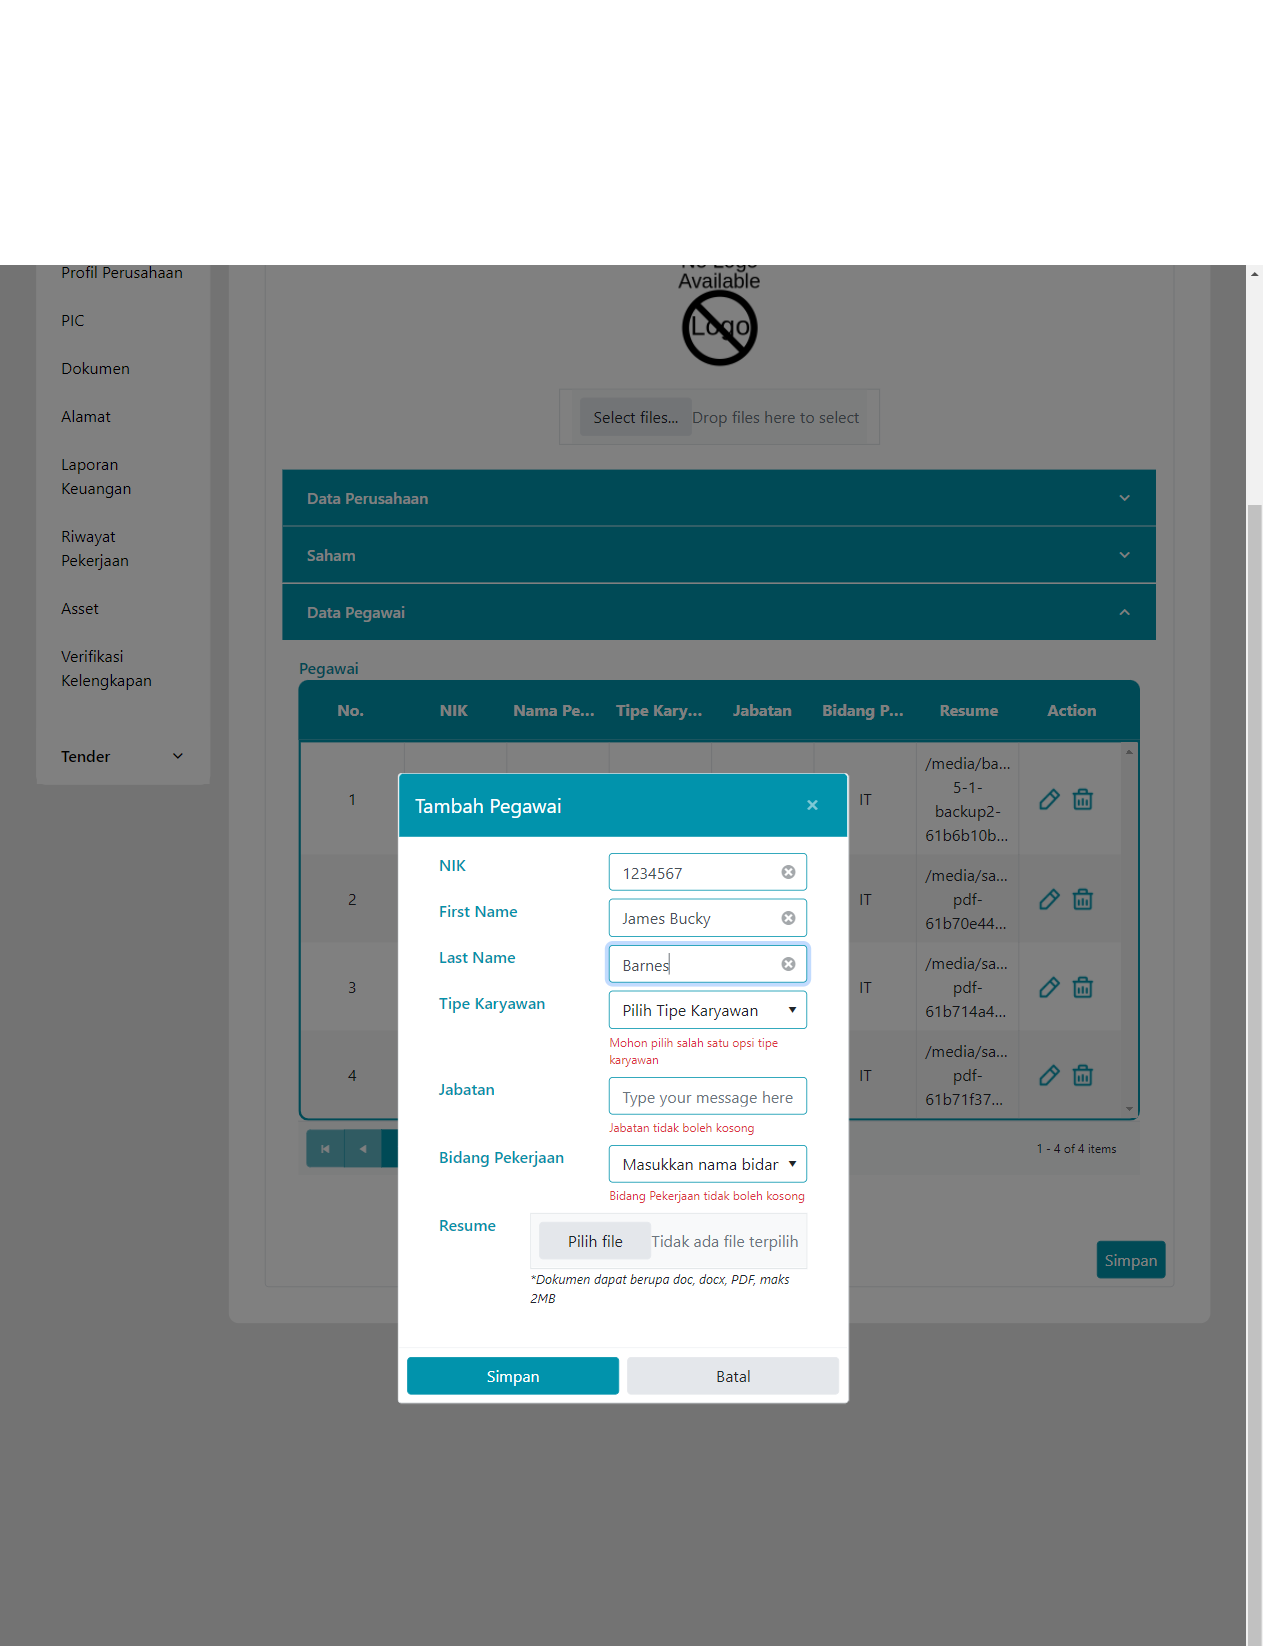 Profil Perusahaan
PIC
Dokumen
Alamat
Laporan
Keuangan
Riwayat
Pekerjaan
Asset
Verifikasi
Kelengkapan
Tender
No Logo
Available
Logo
Select files...
Drop files here to select
Data Perusahaan
Saham
Data Pegawai
Pegawai
No. NIK Nama Pe... Tipe Kary... Jabatan Bidang P... Resume Action
1 IT /media/ba...
5-1-
backup2-
61b6b10b...
2 IT /media/sa...
pdf-
61b70e44...
3 IT /media/sa...
pdf-
61b714a4...
4 IT /media/sa...
pdf-
61b71f37...
1 - 4 of 4 items
Simpan
Tambah Pegawai
NIK 1234567
First Name James Bucky
Last Name Barnes
Tipe Karyawan Pilih Tipe Karyawan
Mohon pilih salah satu opsi tipe
karyawan
Jabatan Type your message here
Jabatan tidak boleh kosong
Bidang Pekerjaan Masukkan nama bidar
Bidang Pekerjaan tidak boleh kosong
Resume Pilih file Tidak ada file terpilih
*Dokumen dapat berupa doc, docx, PDF, maks
2MB
Simpan Batal